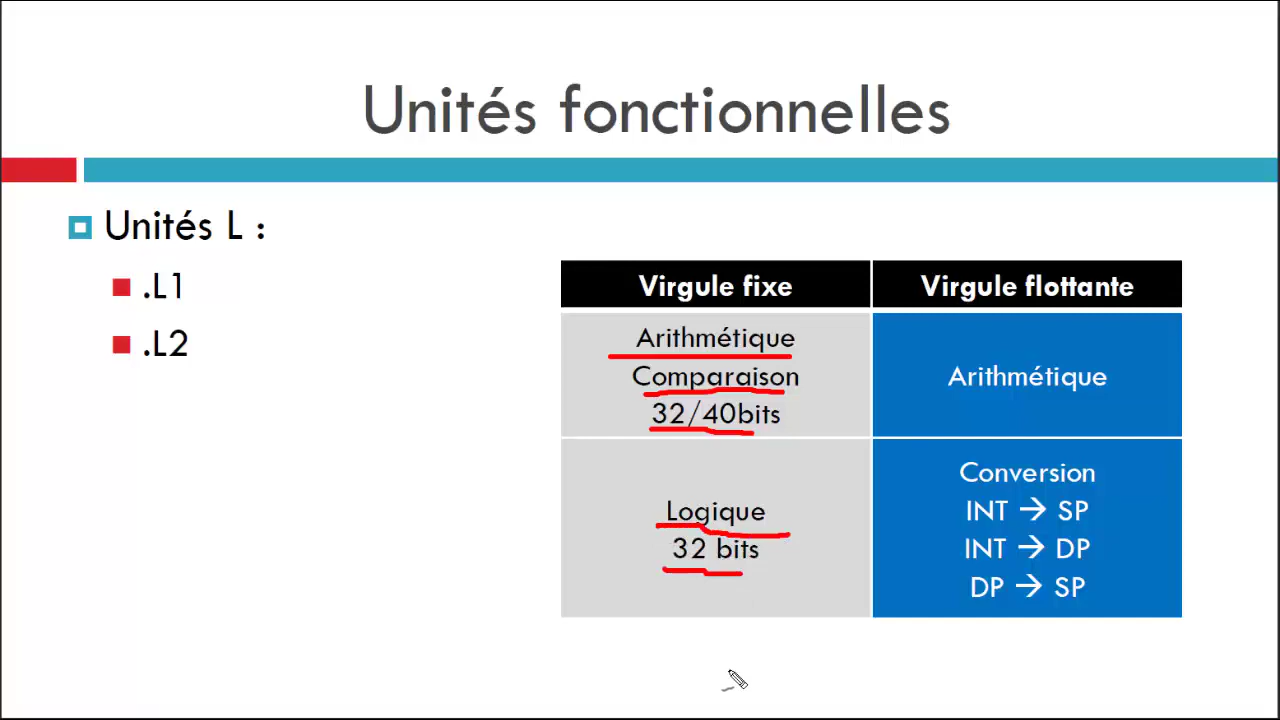 Unités fonctionnelles
Unités L :
.L1
.L2
Virgule fixe
Virgule flottante
Arithmétique
Comparaison
32/40bits
Arithmétique
Logique
32 bits
Conversion
INT → SP
INT → DP
DP → SP